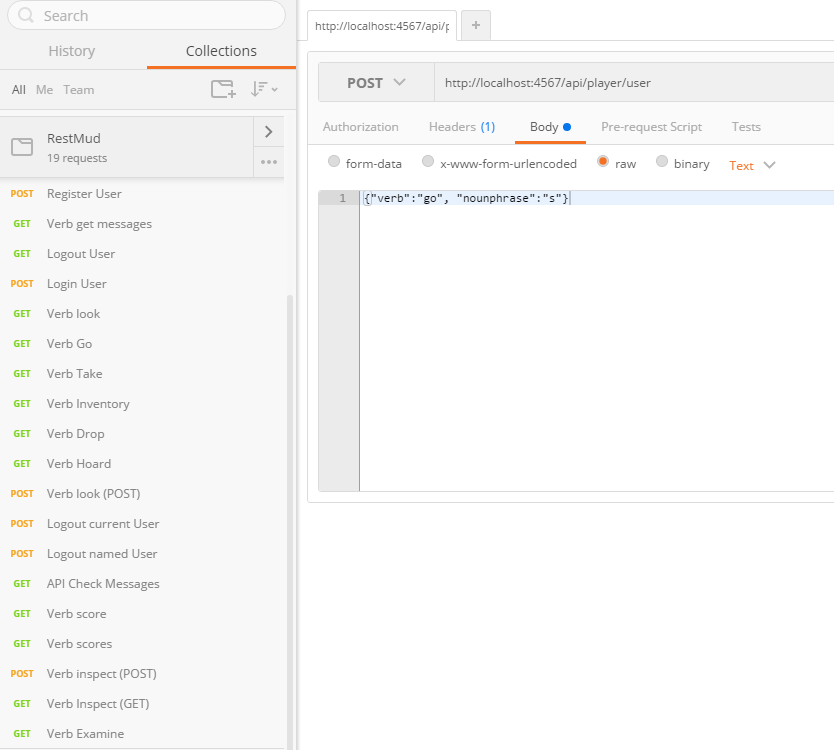 Search
History
Collections
All
Me
Team
RestMud
19 requests
POST Register User
GET Verb get messages
GET Logout User
POST Login User
GET Verb look
GET Verb Go
GET Verb Take
GET Verb Inventory
GET Verb Drop
GET Verb Hoard
POST Verb look (POST)
POST Logout current User
POST Logout named User
GET API Check Messages
GET Verb score
GET Verb scores
POST Verb inspect (POST)
GET Verb Inspect (GET)
GET Verb Examine
http://localhost:4567/api/p
+
POST
http://localhost:4567/api/player/user
Authorization
Headers (1)
Body
Pre-request Script
Tests
form-data
x-www-form-urlencoded
raw
binary
Text
1 {"verb":"go", "nounphrase":"s"}